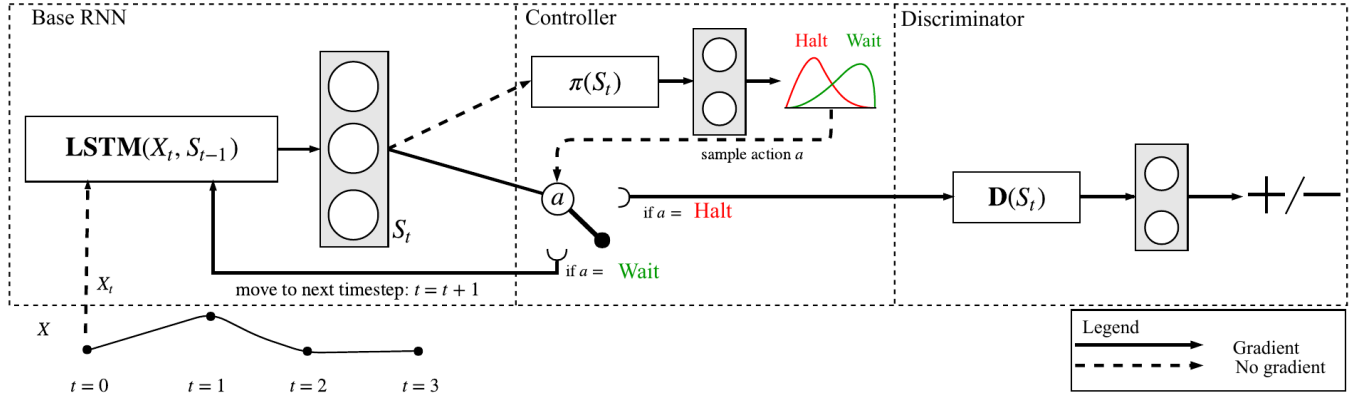 Base RNN
Controller
Discriminator
Halt Wait
π(S_t)
LSTM(X_t, S_{t−1})
sample action a
a
D(S_t)
+/−
if a = Halt
S_t
if a = Wait
X_t
move to next timestep: t = t + 1
X
t = 0
t = 1
t = 2
t = 3
Legend
Gradient
No gradient